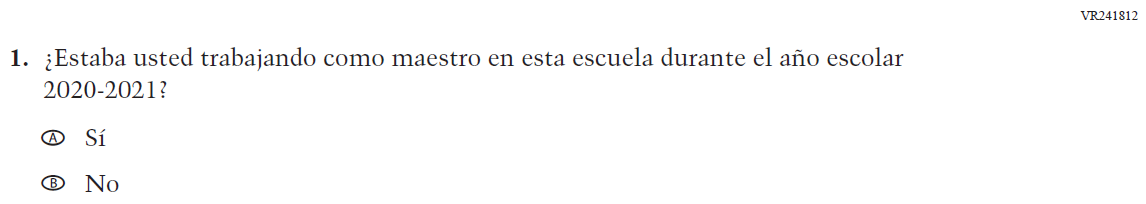 VR241812
1. ¿Estaba usted trabajando como maestro en esta escuela durante el año escolar
2020-2021?
A Sí
B No